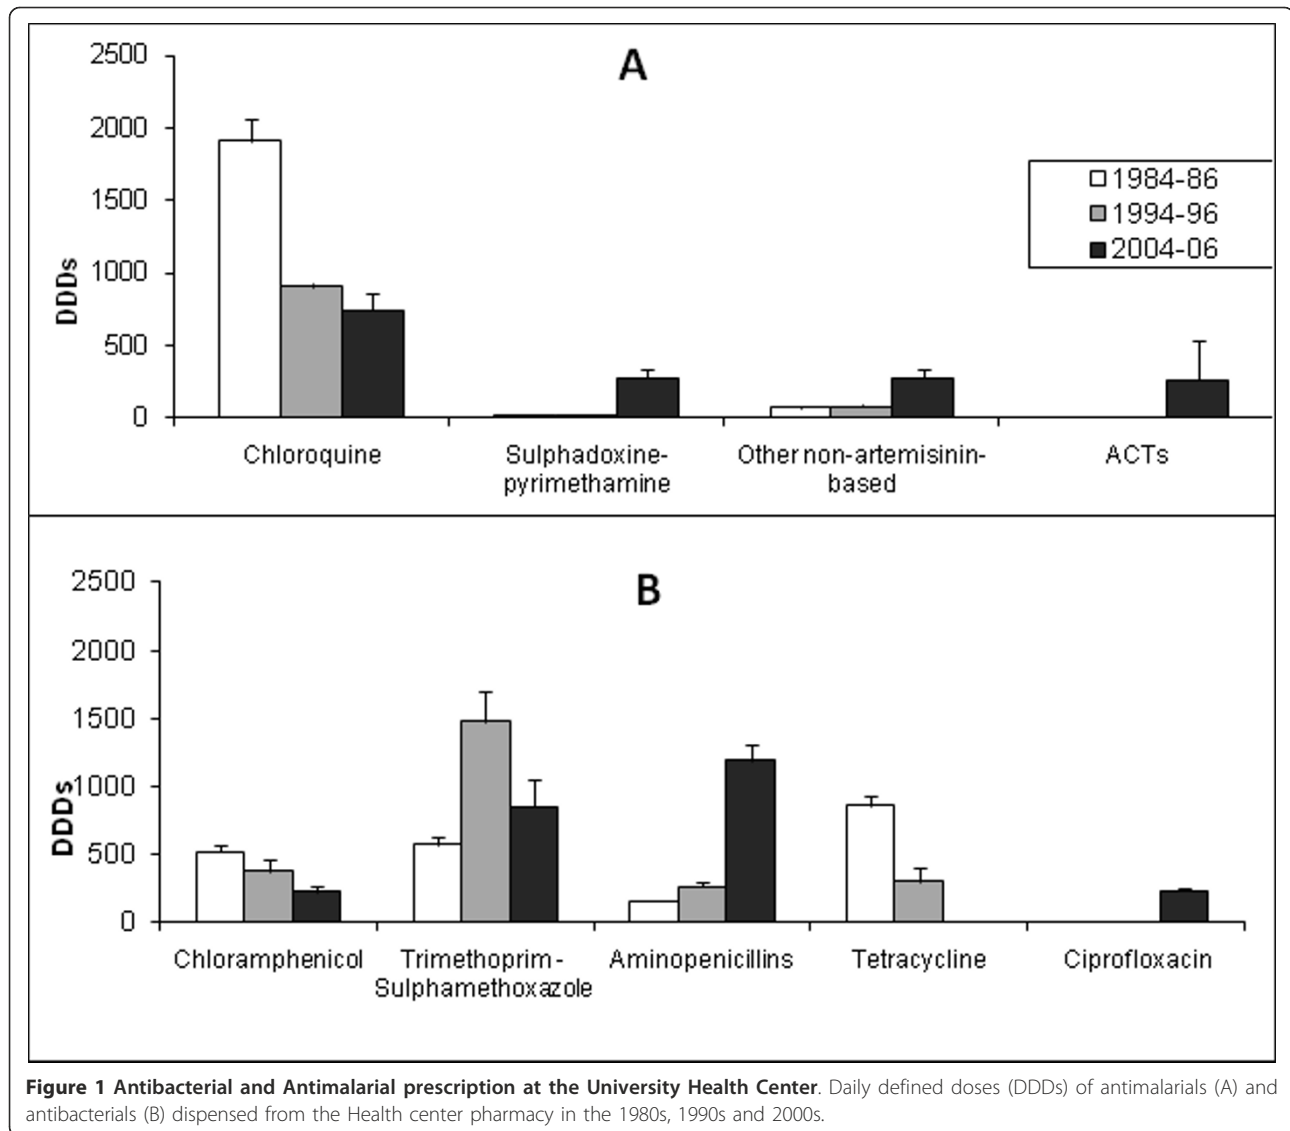 A
2500
2000
1500
1000
500
0
DDDs
1984-86
1994-96
2004-06
Chloroquine
Sulphadoxine-
pyrimethamine
Other non-artemisinin-
based
ACTs
B
2500
2000
1500
1000
500
0
DDDs
Chloramphenicol
Trimethoprim-
Sulphamethoxazole
Aminopenicillins
Tetracycline
Ciprofloxacin
Figure 1 Antibacterial and Antimalarial prescription at the University Health Center. Daily defined doses (DDDs) of antimalarials (A) and
antibacterials (B) dispensed from the Health center pharmacy in the 1980s, 1990s and 2000s.